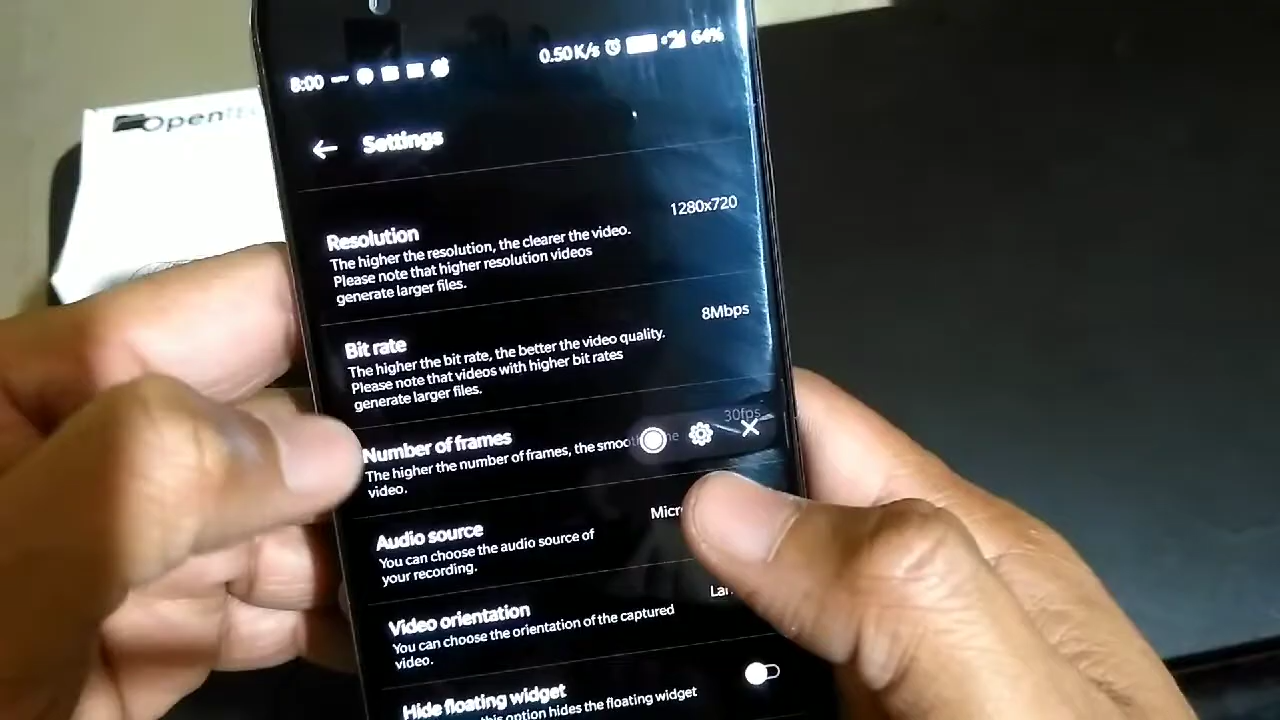 OpenTE
8:00
0.50 K/s 64%
Settings
Resolution
1280x720
The higher the resolution, the clearer the video.
Please note that higher resolution videos
generate larger files.
Bit rate
8Mbps
The higher the bit rate, the better the video quality.
Please note that videos with higher bit rates
generate larger files.
Number of frames
30fps
The higher the number of frames, the smoo
video.
Audio source
Micr
You can choose the audio source of
your recording.
Video orientation
Lan
You can choose the orientation of the captured
video.
Hide floating widget
this option hides the floating widget